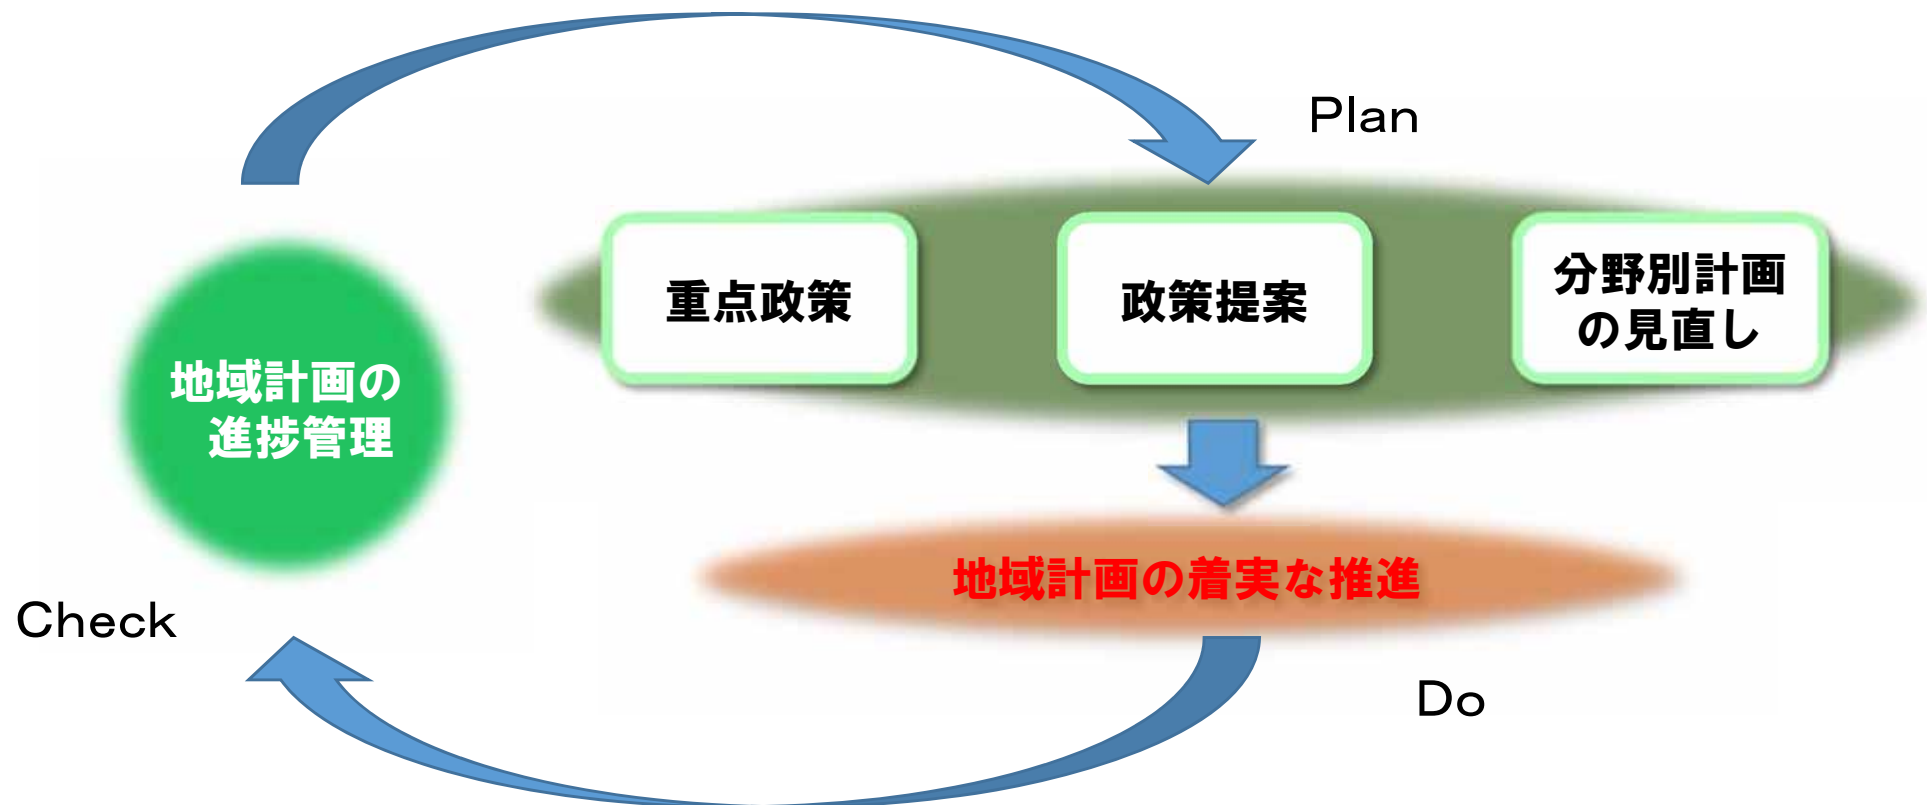 Plan
重点政策
政策提案
分野別計画
の見直し
地域計画の
進捗管理
地域計画の着実な推進
Check
Do